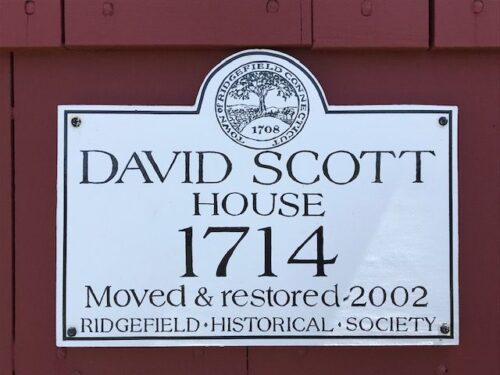 TOWN OF RIDGEFIELD CONNECTICUT
1708
DAVID SCOTT
HOUSE
1714
Moved & restored-2002
RIDGEFIELD·HISTORICAL·SOCIETY